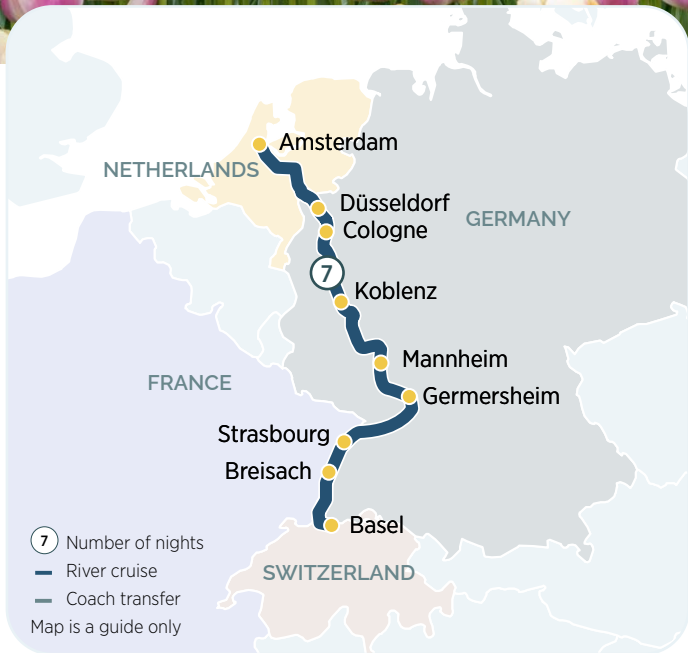 Amsterdam
NETHERLANDS
Düsseldorf
GERMANY
Cologne
7
Koblenz
Mannheim
FRANCE
Germersheim
Strasbourg
Breisach
Basel
SWITZERLAND
7 Number of nights
River cruise
Coach transfer
Map is a guide only